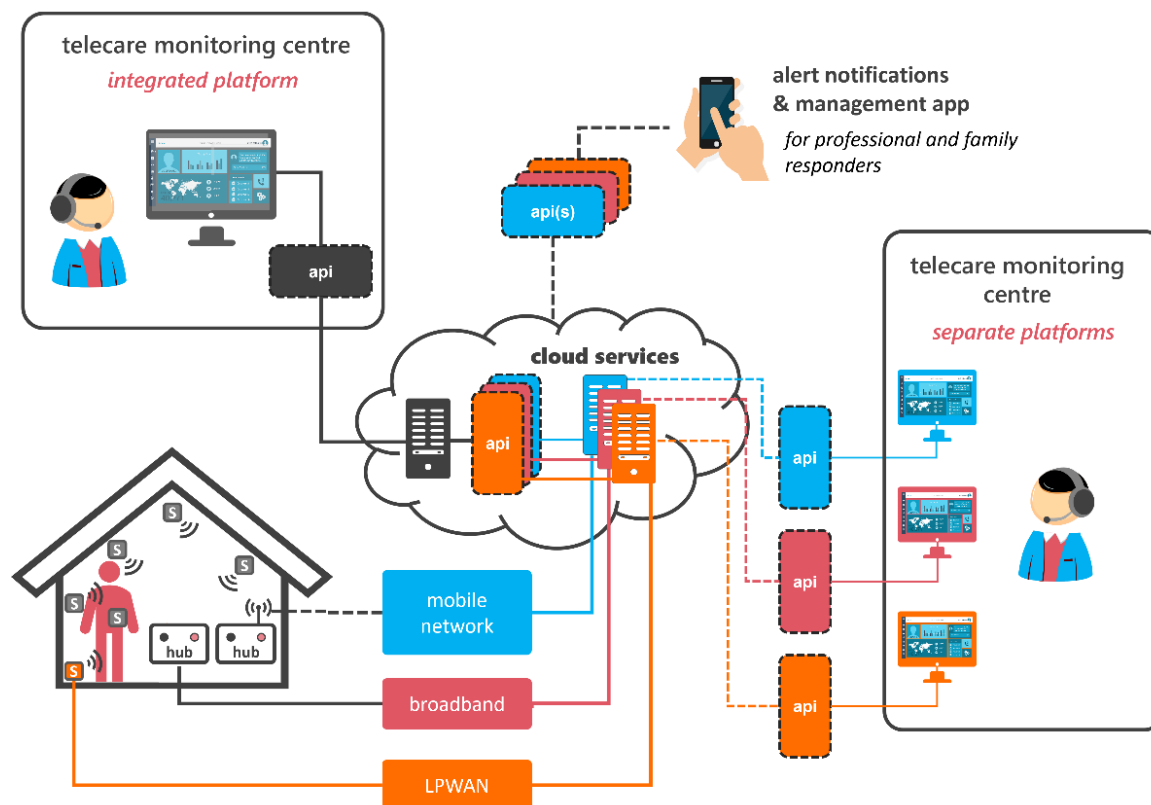 telecare monitoring centre
integrated platform
api
alert notifications
& management app
for professional and family
responders
api(s)
telecare monitoring
centre
separate platforms
cloud services
api
api
api
api
S
S
S
S
S
S
hub
hub
mobile
network
broadband
LPWAN